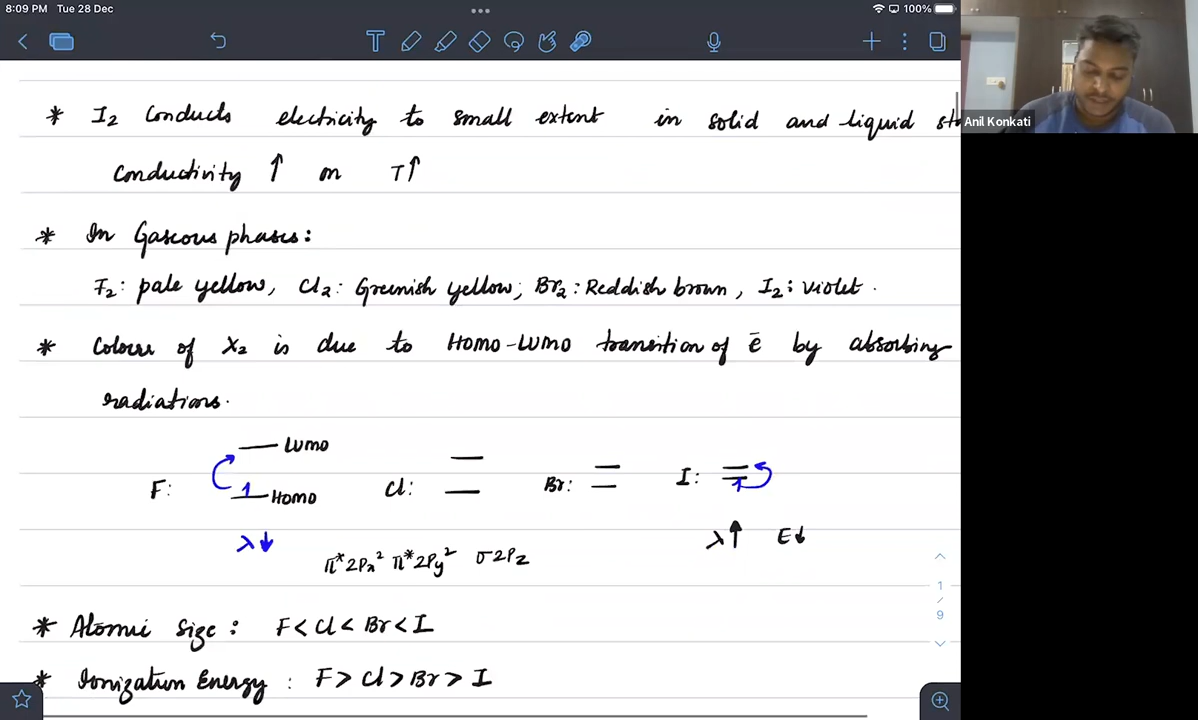 8:09 PM Tue 28 Dec
100%
Anil Konkati
* I2 Conducts electricity to small extent in solid and liquid sta
Conductivity ↑ on T↑
* In Gaseous phases:
F2: pale yellow, Cl2: Greenish yellow; Br2: Reddish brown, I2: violet.
* Colour of X2 is due to HOMO-LUMO transition of ē by absorbing
radiations.
LUMO
F: HOMO Cl: Br: I:
λ↓ λ↑ E↓
π*2Px² π*2Py² σ2Pz
1
/
9
* Atomic Size: F<Cl<Br<I
* Ionization Energy: F>Cl>Br>I